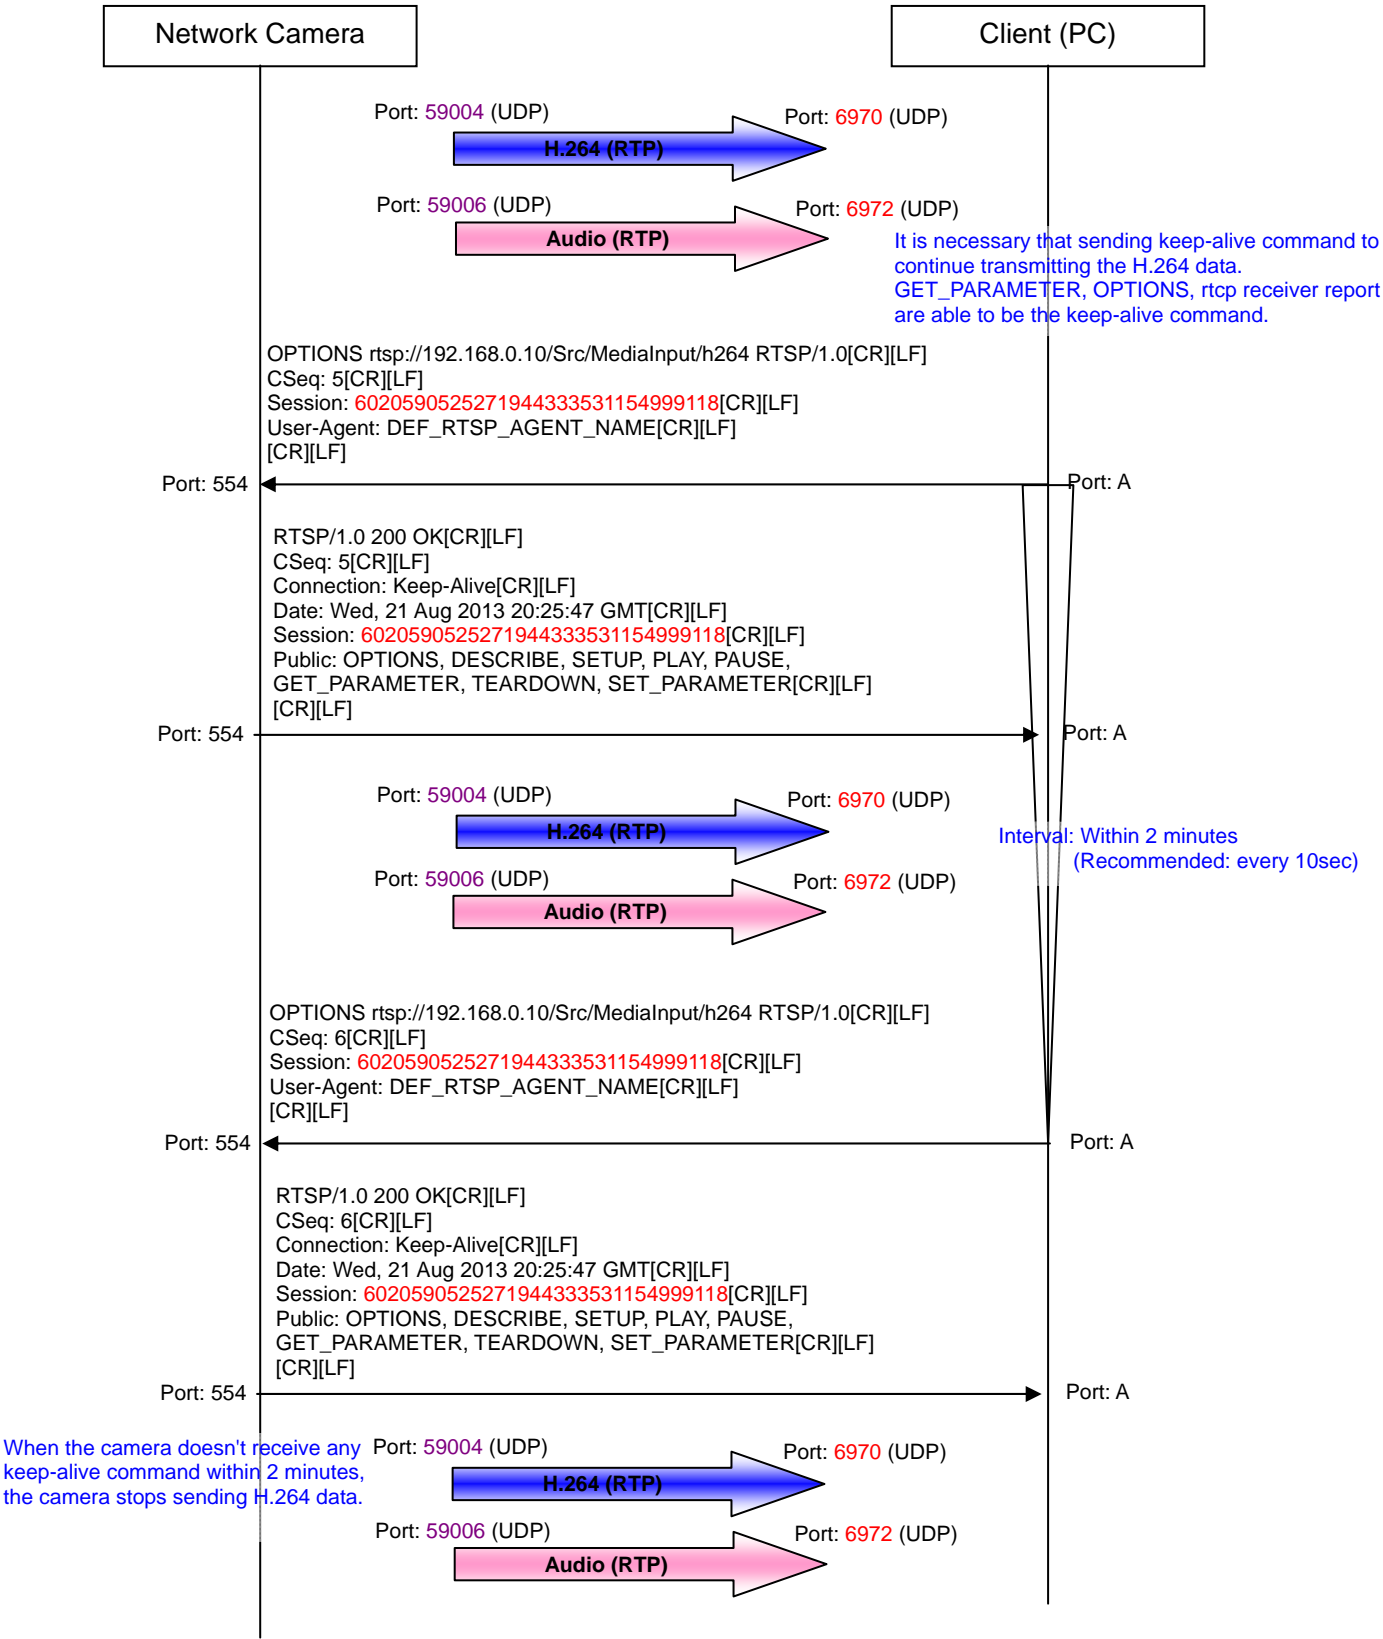 Network Camera
Client (PC)
Port: 59004 (UDP)
Port: 6970 (UDP)
H.264 (RTP)
Port: 59006 (UDP)
Port: 6972 (UDP)
Audio (RTP)
It is necessary that sending keep-alive command to
continue transmitting the H.264 data.
GET_PARAMETER, OPTIONS, rtcp receiver report
are able to be the keep-alive command.
OPTIONS rtsp://192.168.0.10/Src/MediaInput/h264 RTSP/1.0[CR][LF]
CSeq: 5[CR][LF]
Session: 6020590525271944333531154999118[CR][LF]
User-Agent: DEF_RTSP_AGENT_NAME[CR][LF]
[CR][LF]
Port: 554
Port: A
RTSP/1.0 200 OK[CR][LF]
CSeq: 5[CR][LF]
Connection: Keep-Alive[CR][LF]
Date: Wed, 21 Aug 2013 20:25:47 GMT[CR][LF]
Session: 6020590525271944333531154999118[CR][LF]
Public: OPTIONS, DESCRIBE, SETUP, PLAY, PAUSE,
GET_PARAMETER, TEARDOWN, SET_PARAMETER[CR][LF]
[CR][LF]
Port: 554
Port: A
Port: 59004 (UDP)
Port: 6970 (UDP)
H.264 (RTP)
Interval: Within 2 minutes
(Recommended: every 10sec)
Port: 59006 (UDP)
Port: 6972 (UDP)
Audio (RTP)
OPTIONS rtsp://192.168.0.10/Src/MediaInput/h264 RTSP/1.0[CR][LF]
CSeq: 6[CR][LF]
Session: 6020590525271944333531154999118[CR][LF]
User-Agent: DEF_RTSP_AGENT_NAME[CR][LF]
[CR][LF]
Port: 554
Port: A
RTSP/1.0 200 OK[CR][LF]
CSeq: 6[CR][LF]
Connection: Keep-Alive[CR][LF]
Date: Wed, 21 Aug 2013 20:25:47 GMT[CR][LF]
Session: 6020590525271944333531154999118[CR][LF]
Public: OPTIONS, DESCRIBE, SETUP, PLAY, PAUSE,
GET_PARAMETER, TEARDOWN, SET_PARAMETER[CR][LF]
[CR][LF]
Port: 554
Port: A
When the camera doesn't receive any
keep-alive command within 2 minutes,
the camera stops sending H.264 data.
Port: 59004 (UDP)
Port: 6970 (UDP)
H.264 (RTP)
Port: 59006 (UDP)
Port: 6972 (UDP)
Audio (RTP)